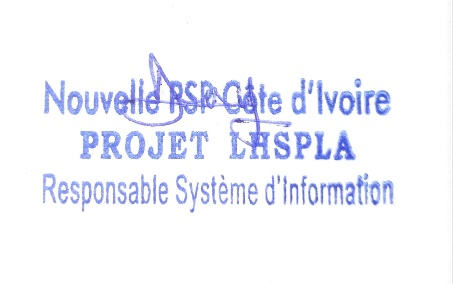 Nouvelle PSP Côte d'Ivoire
PROJET LHSPLA
Responsable Système d'Information